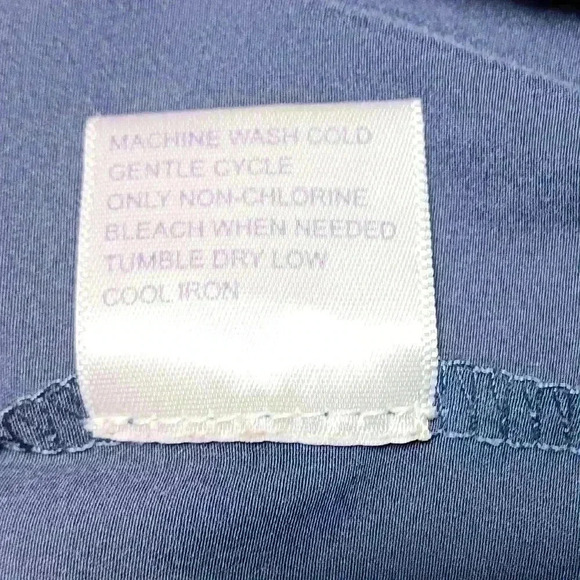 MACHINE WASH COLD
GENTLE CYCLE
ONLY NON-CHLORINE
BLEACH WHEN NEEDED
TUMBLE DRY LOW
COOL IRON